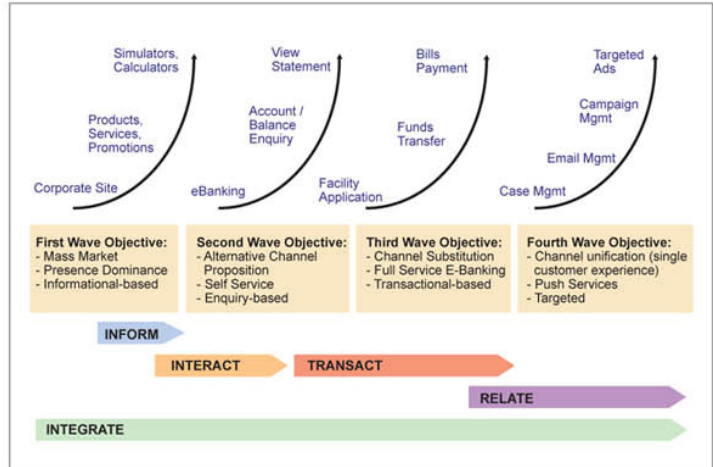 Simulators,
Calculators
Products,
Services,
Promotions
Corporate Site
View
Statement
Account /
Balance
Enquiry
eBanking
Bills
Payment
Funds
Transfer
Facility
Application
Targeted
Ads
Campaign
Mgmt
Email Mgmt
Case Mgmt
First Wave Objective:
- Mass Market
- Presence Dominance
- Informational-based
Second Wave Objective:
- Alternative Channel
Proposition
- Self Service
- Enquiry-based
Third Wave Objective:
- Channel Substitution
- Full Service E-Banking
- Transactional-based
Fourth Wave Objective:
- Channel unification (single
customer experience)
- Push Services
- Targeted
INFORM
INTERACT
TRANSACT
RELATE
INTEGRATE